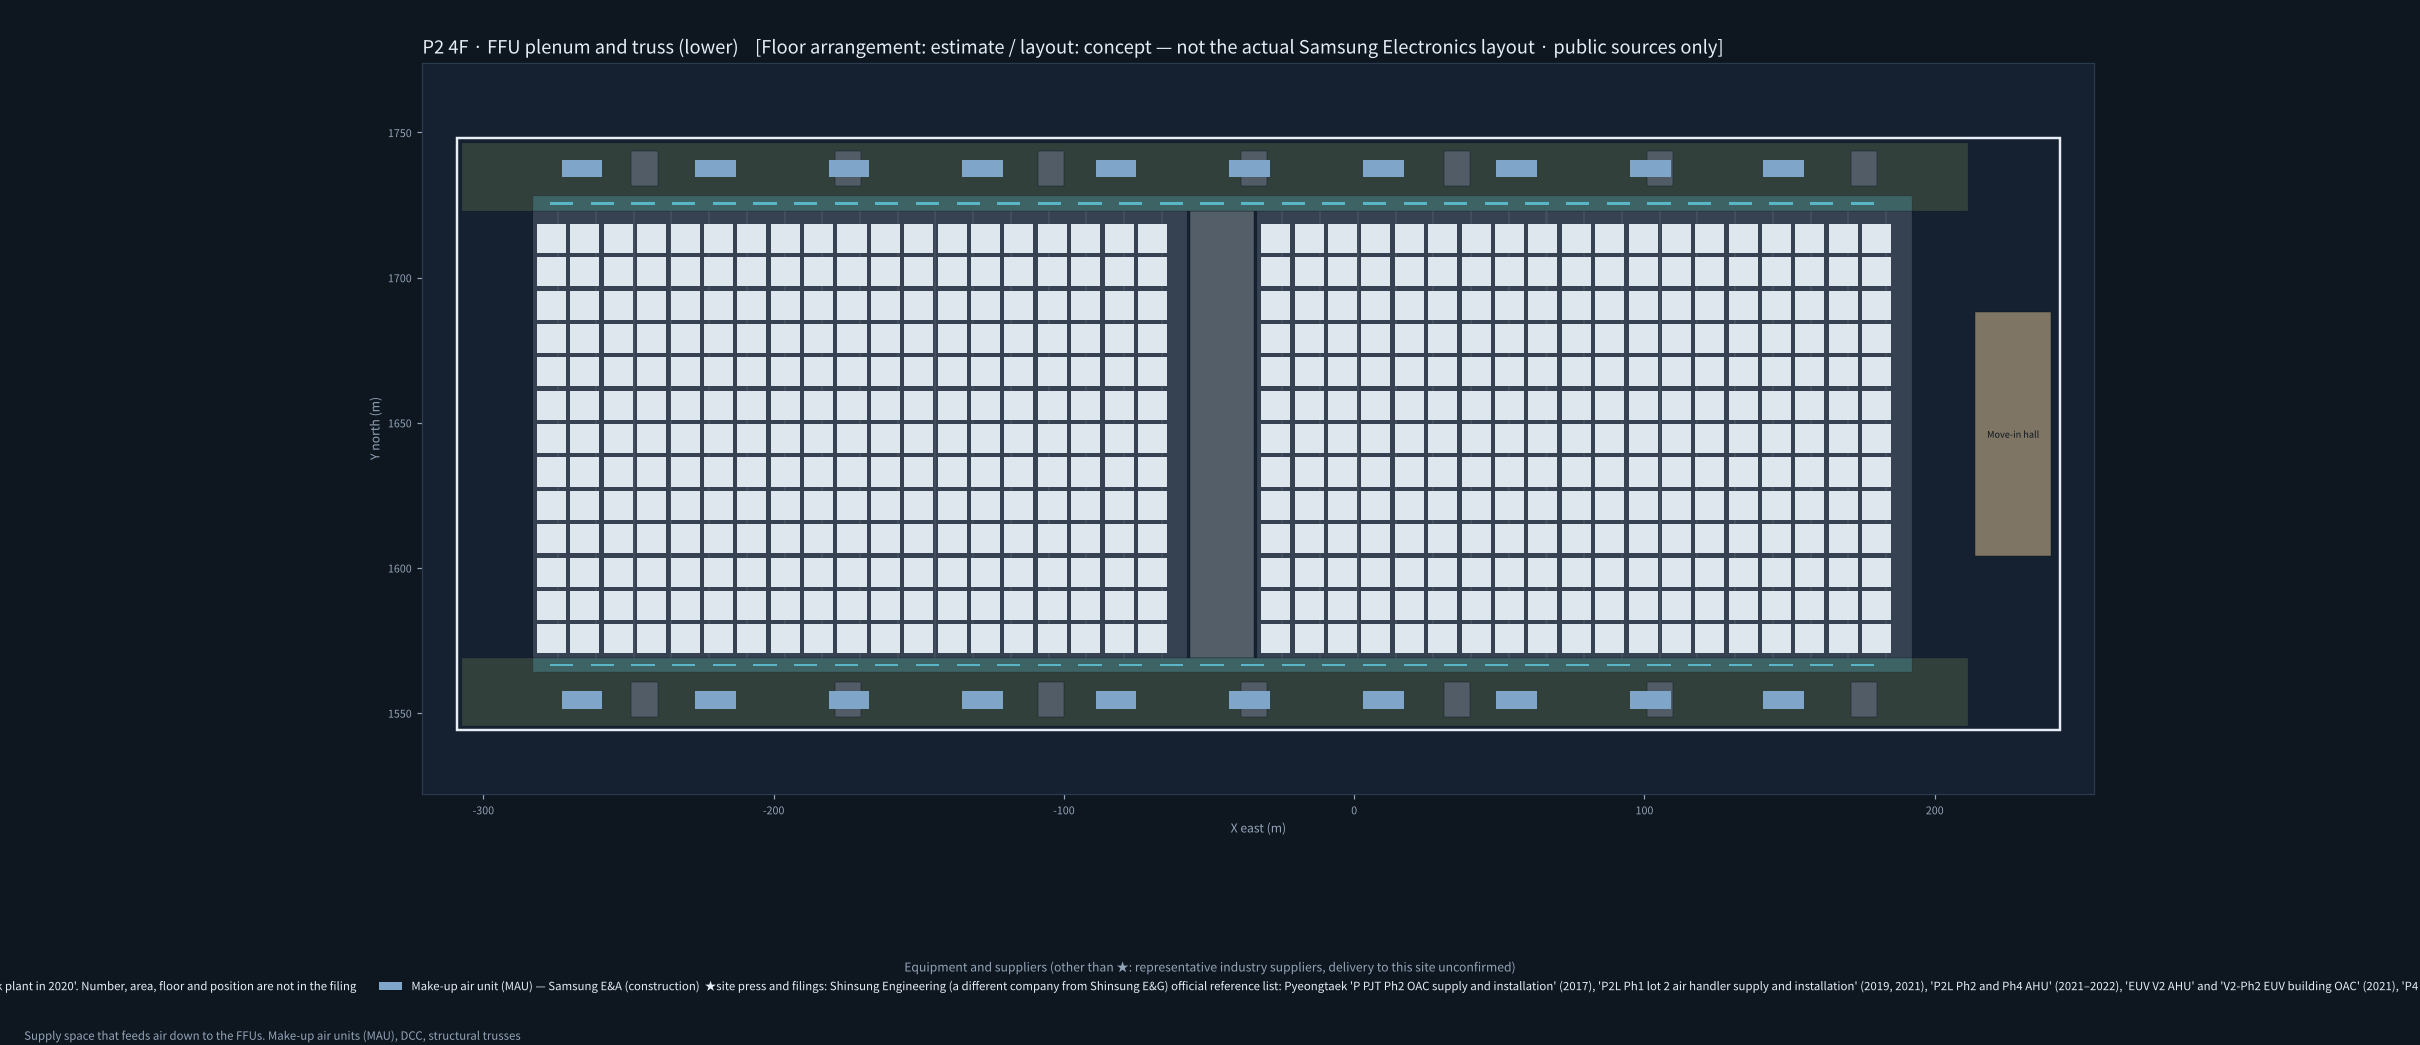 P2 4F · FFU plenum and truss (lower) [Floor arrangement: estimate / layout: concept — not the actual Samsung Electronics layout · public sources only]
1750
1700
1650
1600
1550
Y north (m)
Move-in hall
-300 -200 -100 0 100 200
X east (m)
Equipment and suppliers (other than ★: representative industry suppliers, delivery to this site unconfirmed)
plant in 2020'. Number, area, floor and position are not in the filing Make-up air unit (MAU) — Samsung E&A (construction) ★site press and filings: Shinsung Engineering (a different company from Shinsung E&G) official reference list: Pyeongtaek 'P PJT Ph2 OAC supply and installation' (2017), 'P2L Ph1 lot 2 air handler supply and installation' (2019, 2021), 'P2L Ph2 and Ph4 AHU' (2021–2022), 'EUV V2 AHU' and 'V2-Ph2 EUV building OAC' (2021), 'P4
Supply space that feeds air down to the FFUs. Make-up air units (MAU), DCC, structural trusses